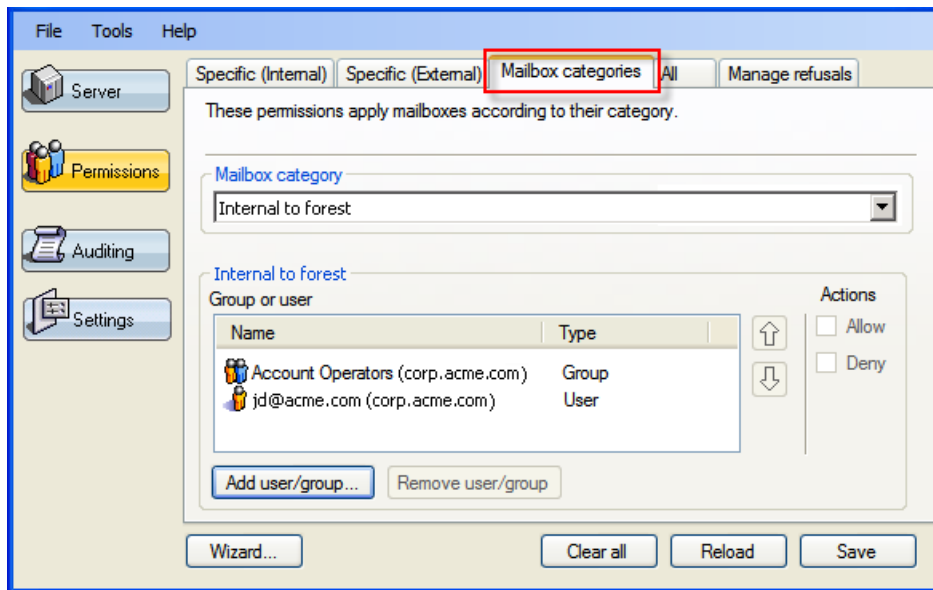 File Tools Help
Server
Permissions
Auditing
Settings
Specific (Internal) Specific (External) Mailbox categories All Manage refusals
These permissions apply mailboxes according to their category.
Mailbox category
Internal to forest
Internal to forest
Group or user
Actions
Name Type
Allow
Account Operators (corp.acme.com) Group
Deny
jd@acme.com (corp.acme.com) User
Add user/group... Remove user/group
Wizard... Clear all Reload Save